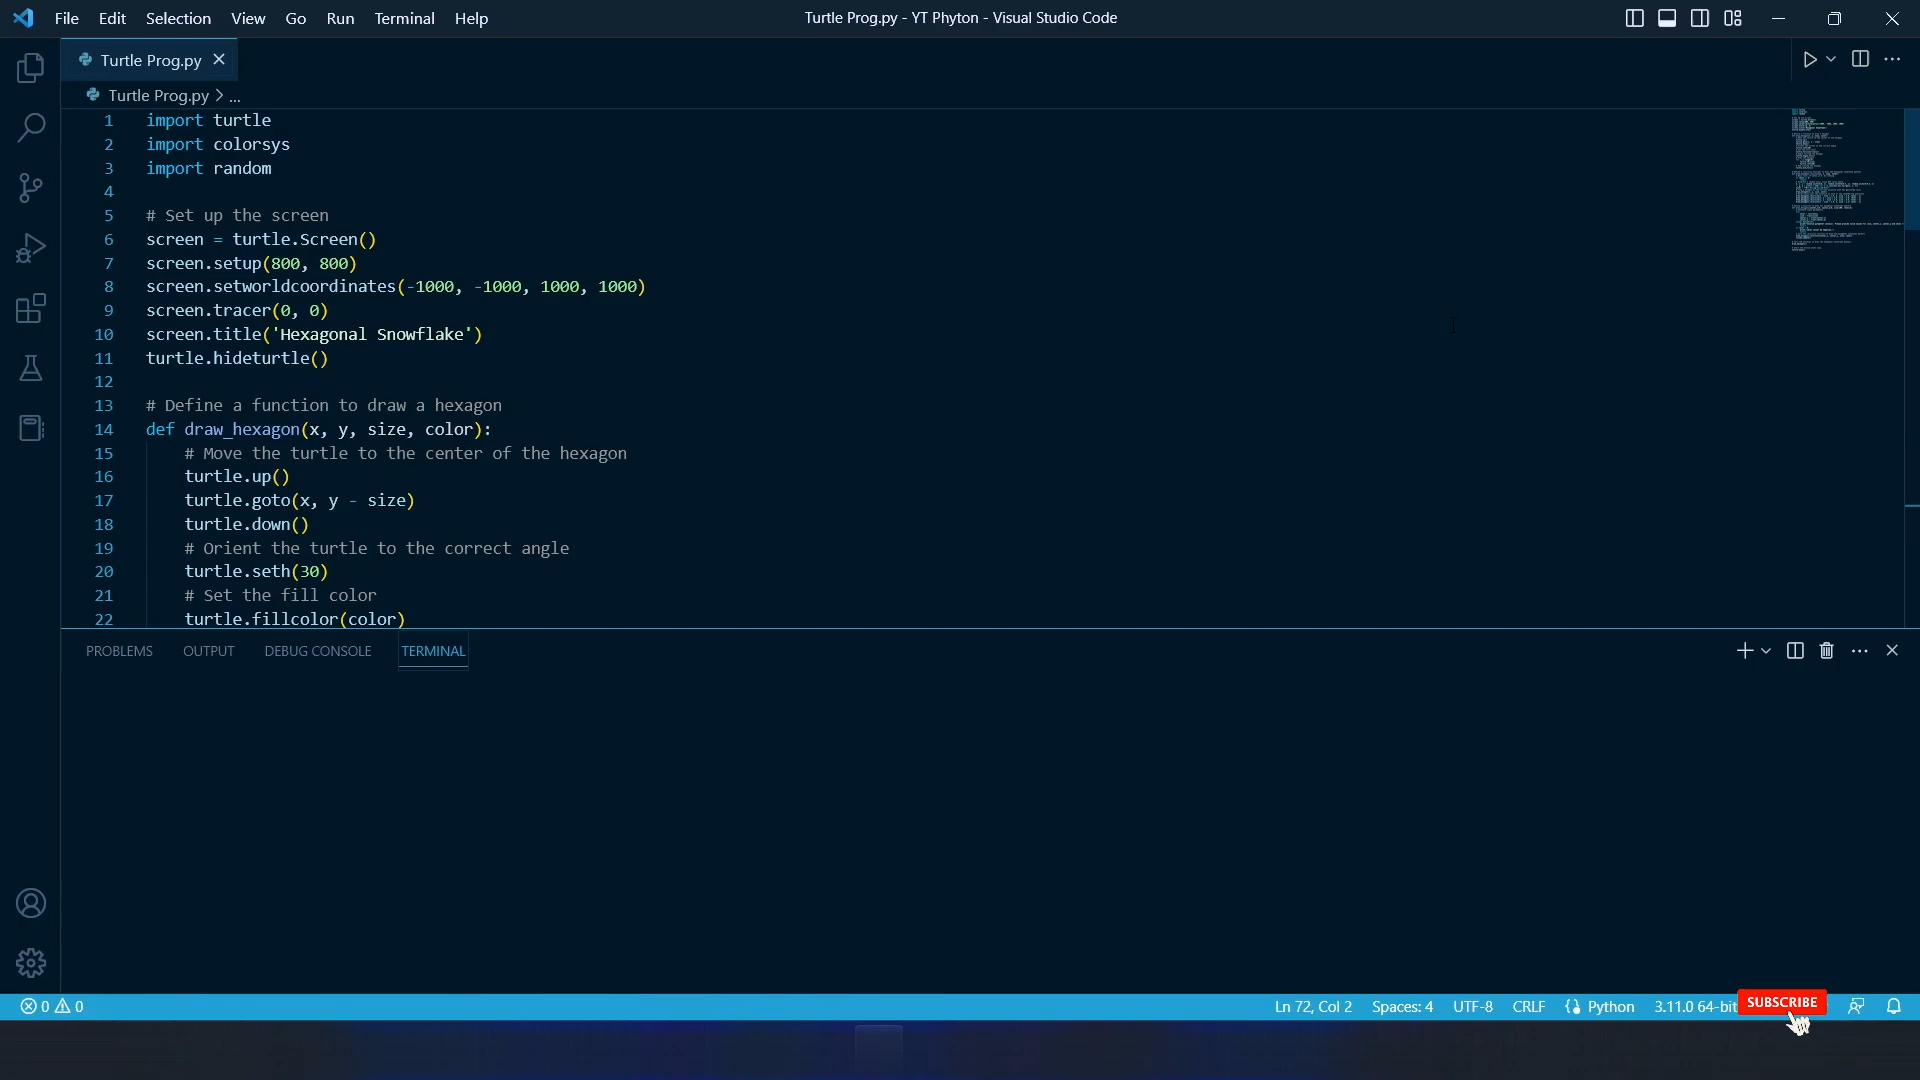 File Edit Selection View Go Run Terminal Help
Turtle Prog.py - YT Phyton - Visual Studio Code
Turtle Prog.py
Turtle Prog.py > ...
1 import turtle
2 import colorsys
3 import random
4
5 # Set up the screen
6 screen = turtle.Screen()
7 screen.setup(800, 800)
8 screen.setworldcoordinates(-1000, -1000, 1000, 1000)
9 screen.tracer(0, 0)
10 screen.title('Hexagonal Snowflake')
11 turtle.hideturtle()
12
13 # Define a function to draw a hexagon
14 def draw_hexagon(x, y, size, color):
15     # Move the turtle to the center of the hexagon
16     turtle.up()
17     turtle.goto(x, y - size)
18     turtle.down()
19     # Orient the turtle to the correct angle
20     turtle.seth(30)
21     # Set the fill color
22     turtle.fillcolor(color)
PROBLEMS OUTPUT DEBUG CONSOLE TERMINAL
0 0 Ln 72, Col 2 Spaces: 4 UTF-8 CRLF Python 3.11.0 64-bit SUBSCRIBE